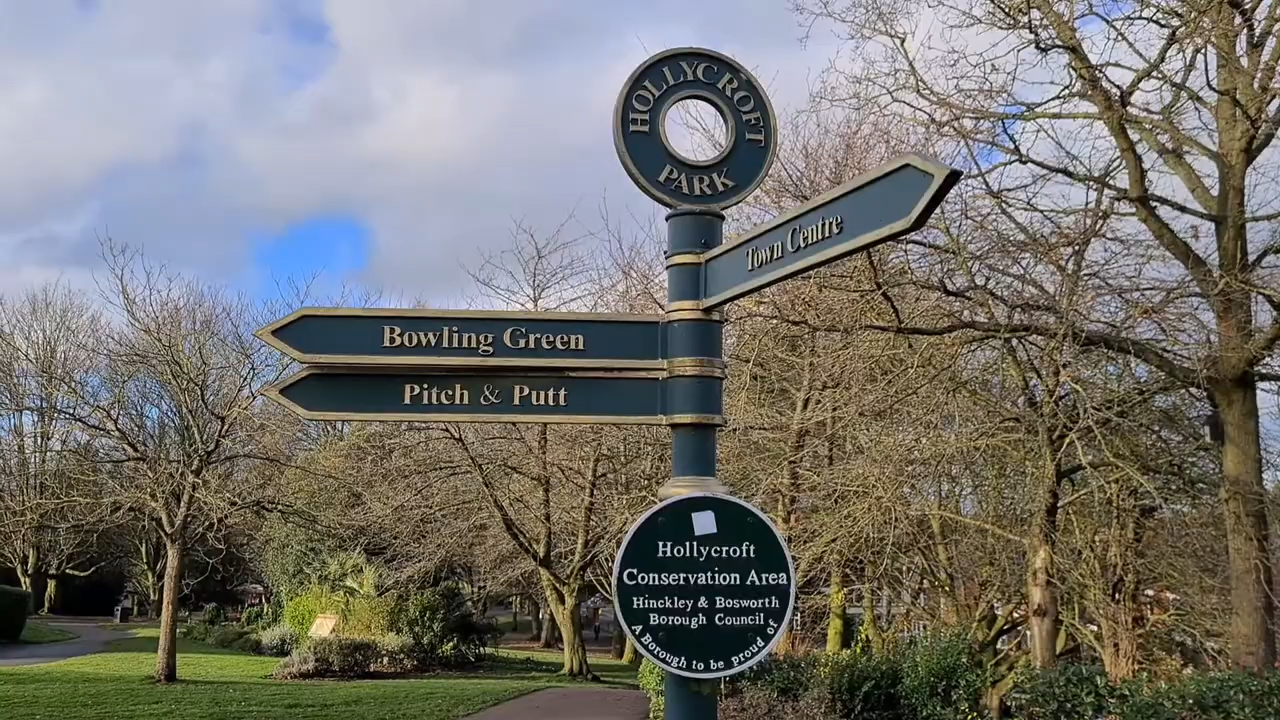 HOLLYCROFT
PARK
Town Centre
Bowling Green
Pitch & Putt
Hollycroft
Conservation Area
Hinckley & Bosworth
Borough Council
A Borough to be proud of